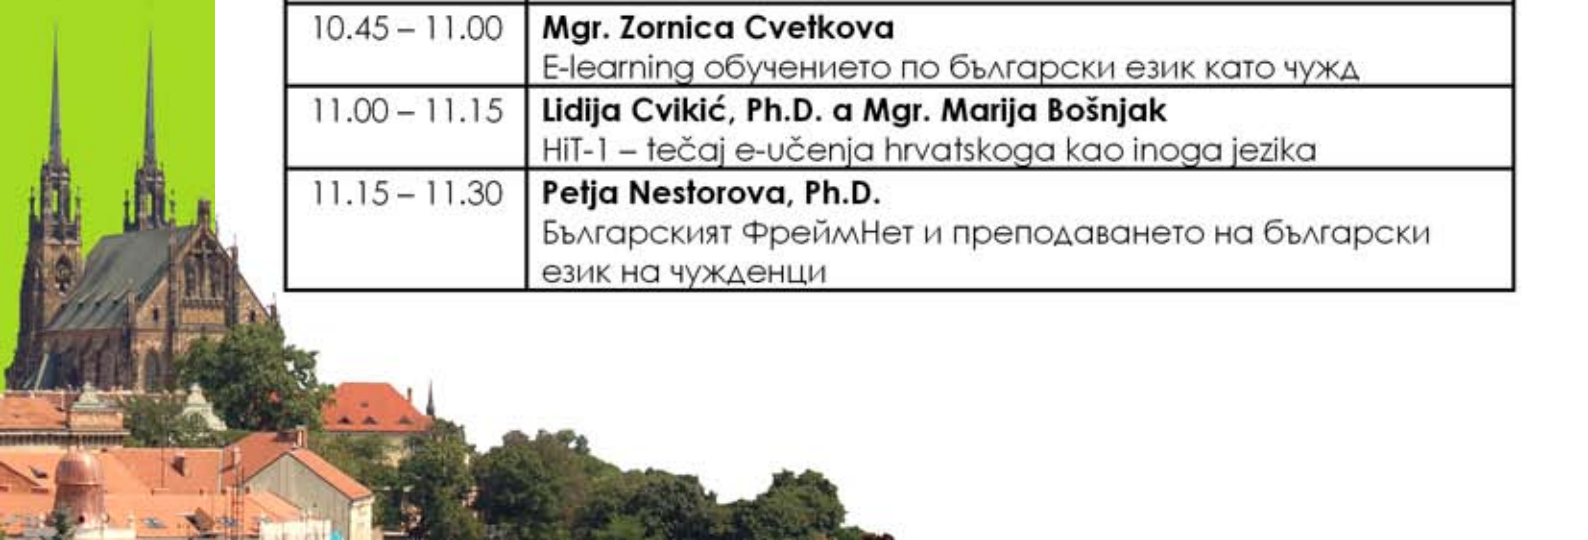 10.45 – 11.00
Mgr. Zornica Cvetkova
E-learning обучението по български език като чужд
11.00 – 11.15
Lidija Cvikić, Ph.D. a Mgr. Marija Bošnjak
HiT-1 – tečaj e-učenja hrvatskoga kao inoga jezika
11.15 – 11.30
Petja Nestorova, Ph.D.
Българският ФреймНет и преподаването на български
език на чужденци